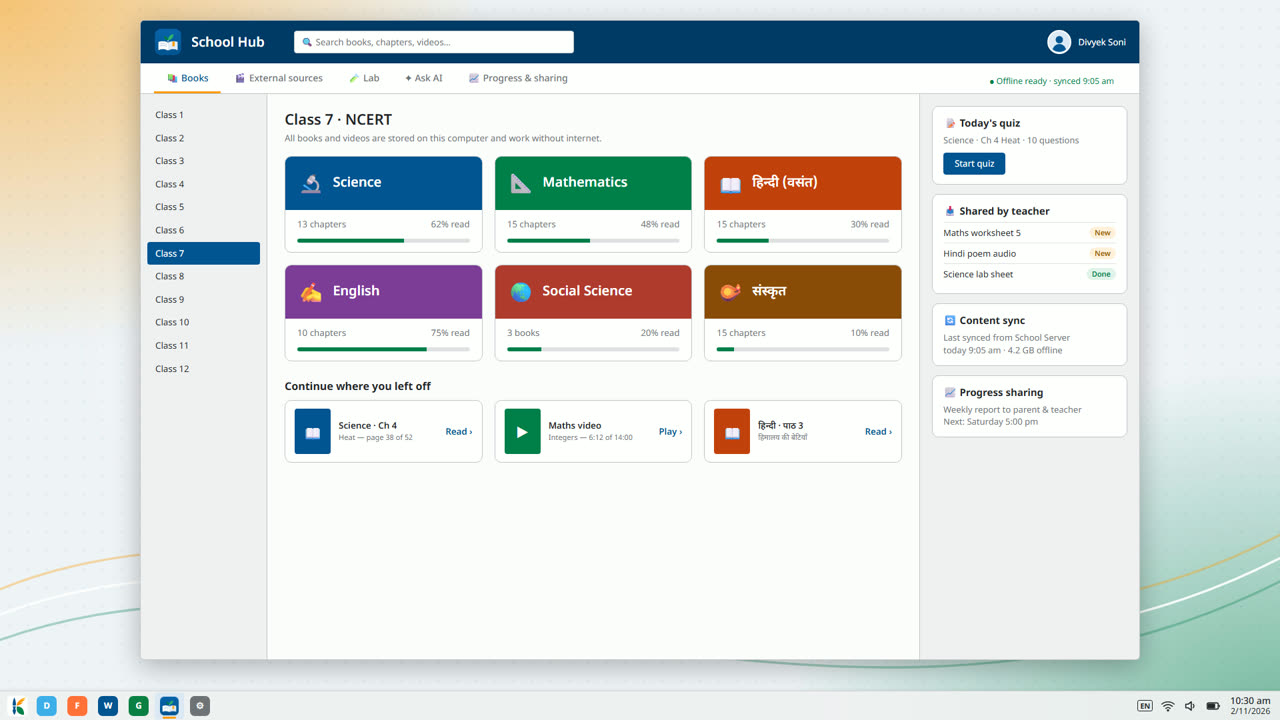 School Hub
Search books, chapters, videos...
Divyek Soni
Books
External sources
Lab
Ask AI
Progress & sharing
Offline ready · synced 9:05 am
Class 1
Class 2
Class 3
Class 4
Class 5
Class 6
Class 7
Class 8
Class 9
Class 10
Class 11
Class 12
Class 7 · NCERT
All books and videos are stored on this computer and work without internet.
Science
13 chapters 62% read
Mathematics
15 chapters 48% read
हिन्दी (वसंत)
15 chapters 30% read
English
10 chapters 75% read
Social Science
3 books 20% read
संस्कृत
15 chapters 10% read
Continue where you left off
Science · Ch 4
Heat — page 38 of 52
Read ›
Maths video
Integers — 6:12 of 14:00
Play ›
हिन्दी · पाठ 3
हिमालय की बेटियाँ
Read ›
Today's quiz
Science · Ch 4 Heat · 10 questions
Start quiz
Shared by teacher
Maths worksheet 5 New
Hindi poem audio New
Science lab sheet Done
Content sync
Last synced from School Server
today 9:05 am · 4.2 GB offline
Progress sharing
Weekly report to parent & teacher
Next: Saturday 5:00 pm
D
F
W
G
EN
10:30 am
2/11/2026